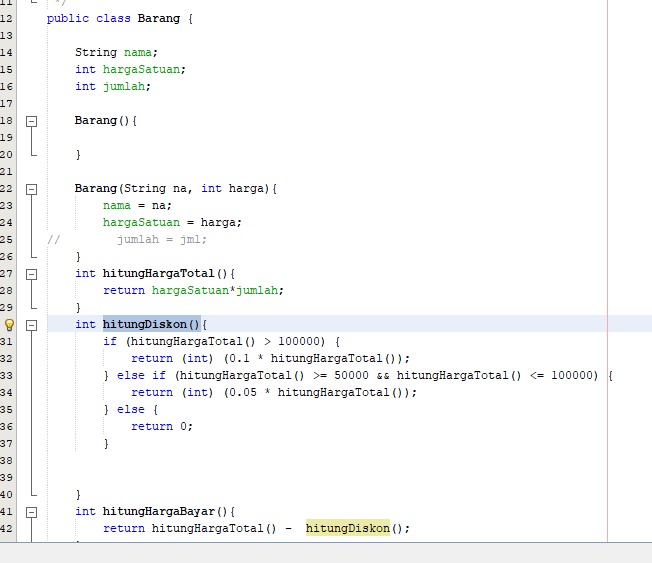 11 */
12 public class Barang {
13
14 String nama;
15 int hargaSatuan;
16 int jumlah;
17
18 Barang(){
19
20 }
21
22 Barang(String na, int harga){
23 nama = na;
24 hargaSatuan = harga;
25 // jumlah = jml;
26 }
27 int hitungHargaTotal(){
28 return hargaSatuan*jumlah;
29 }
int hitungDiskon(){
31 if (hitungHargaTotal() > 100000) {
32 return (int) (0.1 * hitungHargaTotal());
33 } else if (hitungHargaTotal() >= 50000 && hitungHargaTotal() <= 100000) {
34 return (int) (0.05 * hitungHargaTotal());
35 } else {
36 return 0;
37 }
38
39
40 }
41 int hitungHargaBayar(){
42 return hitungHargaTotal() - hitungDiskon();